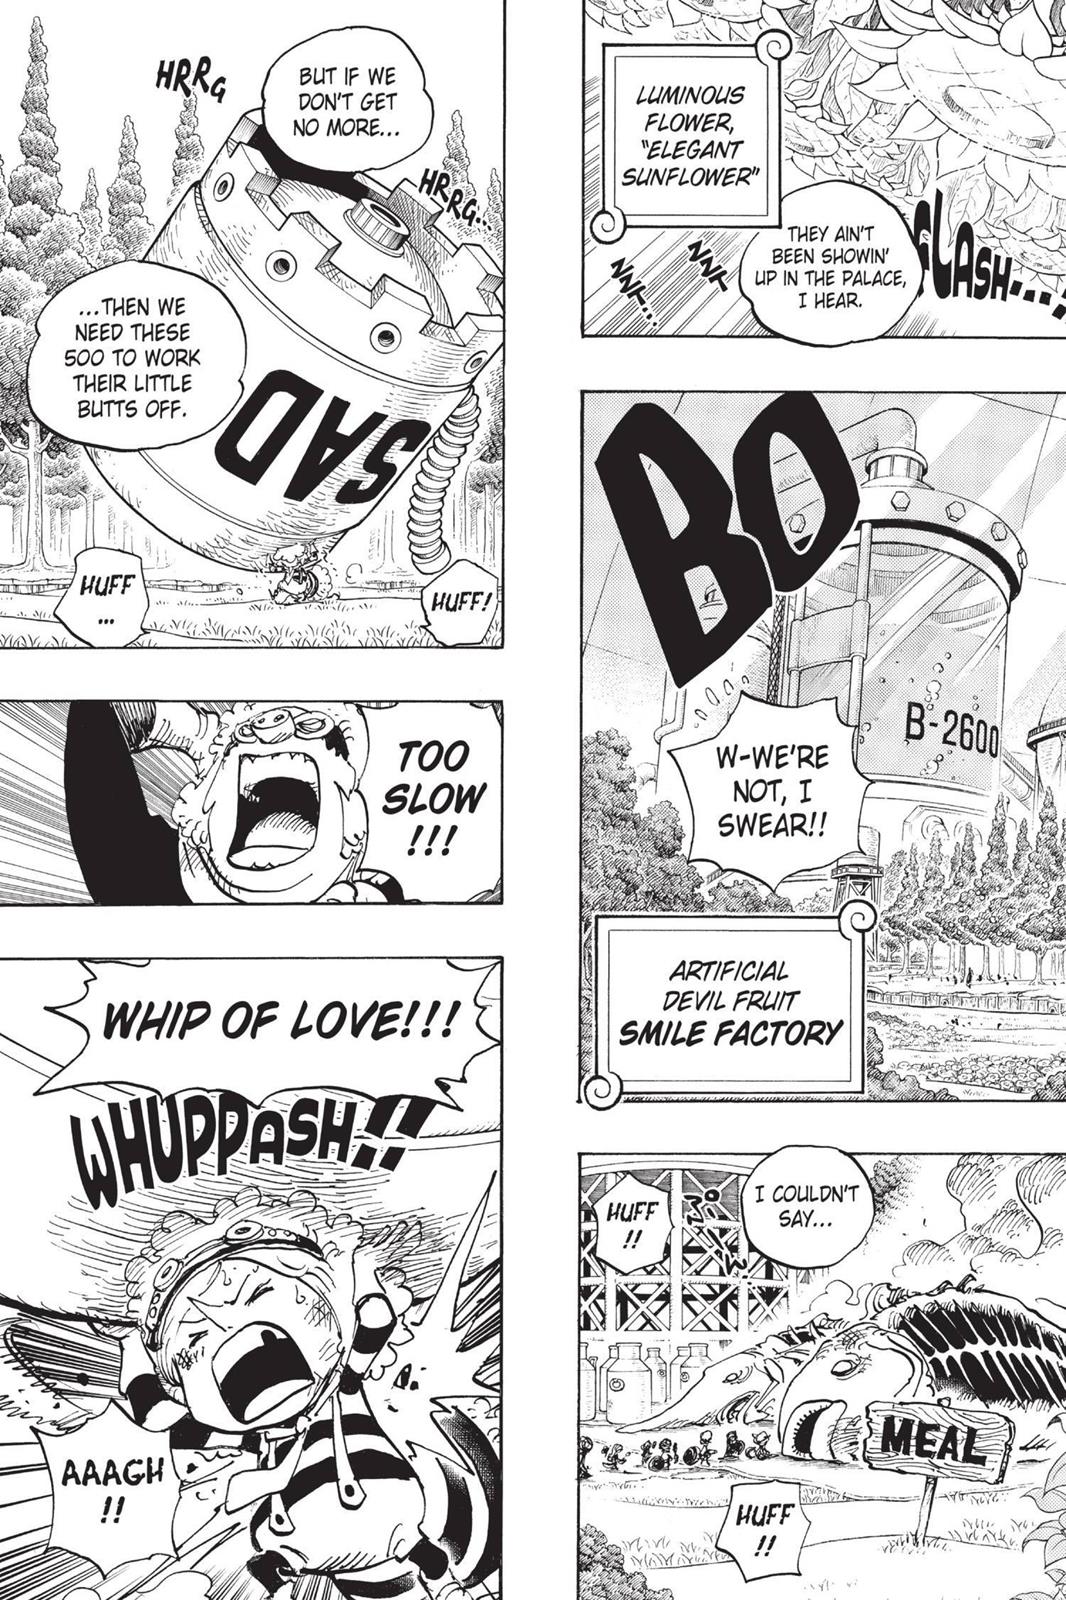 LUMINOUS
FLOWER,
"ELEGANT
SUNFLOWER"
THEY AIN'T
BEEN SHOWIN'
UP IN THE PALACE,
I HEAR.
ZNT...
ZNT
BO
B-2600
W-WE'RE
NOT, I
SWEAR!!
ARTIFICIAL
DEVIL FRUIT
SMILE FACTORY
I COULDN'T
SAY...
HUFF
!!
MEAL
HUFF
!!
HRRG
BUT IF WE
DON'T GET
NO MORE...
HRRG...
...THEN WE
NEED THESE
500 TO WORK
THEIR LITTLE
BUTTS OFF.
SAD
HUFF!
HUFF
...
TOO
SLOW
!!!
WHIP OF LOVE!!!
WHUPPASH!!
AAAGH
!!